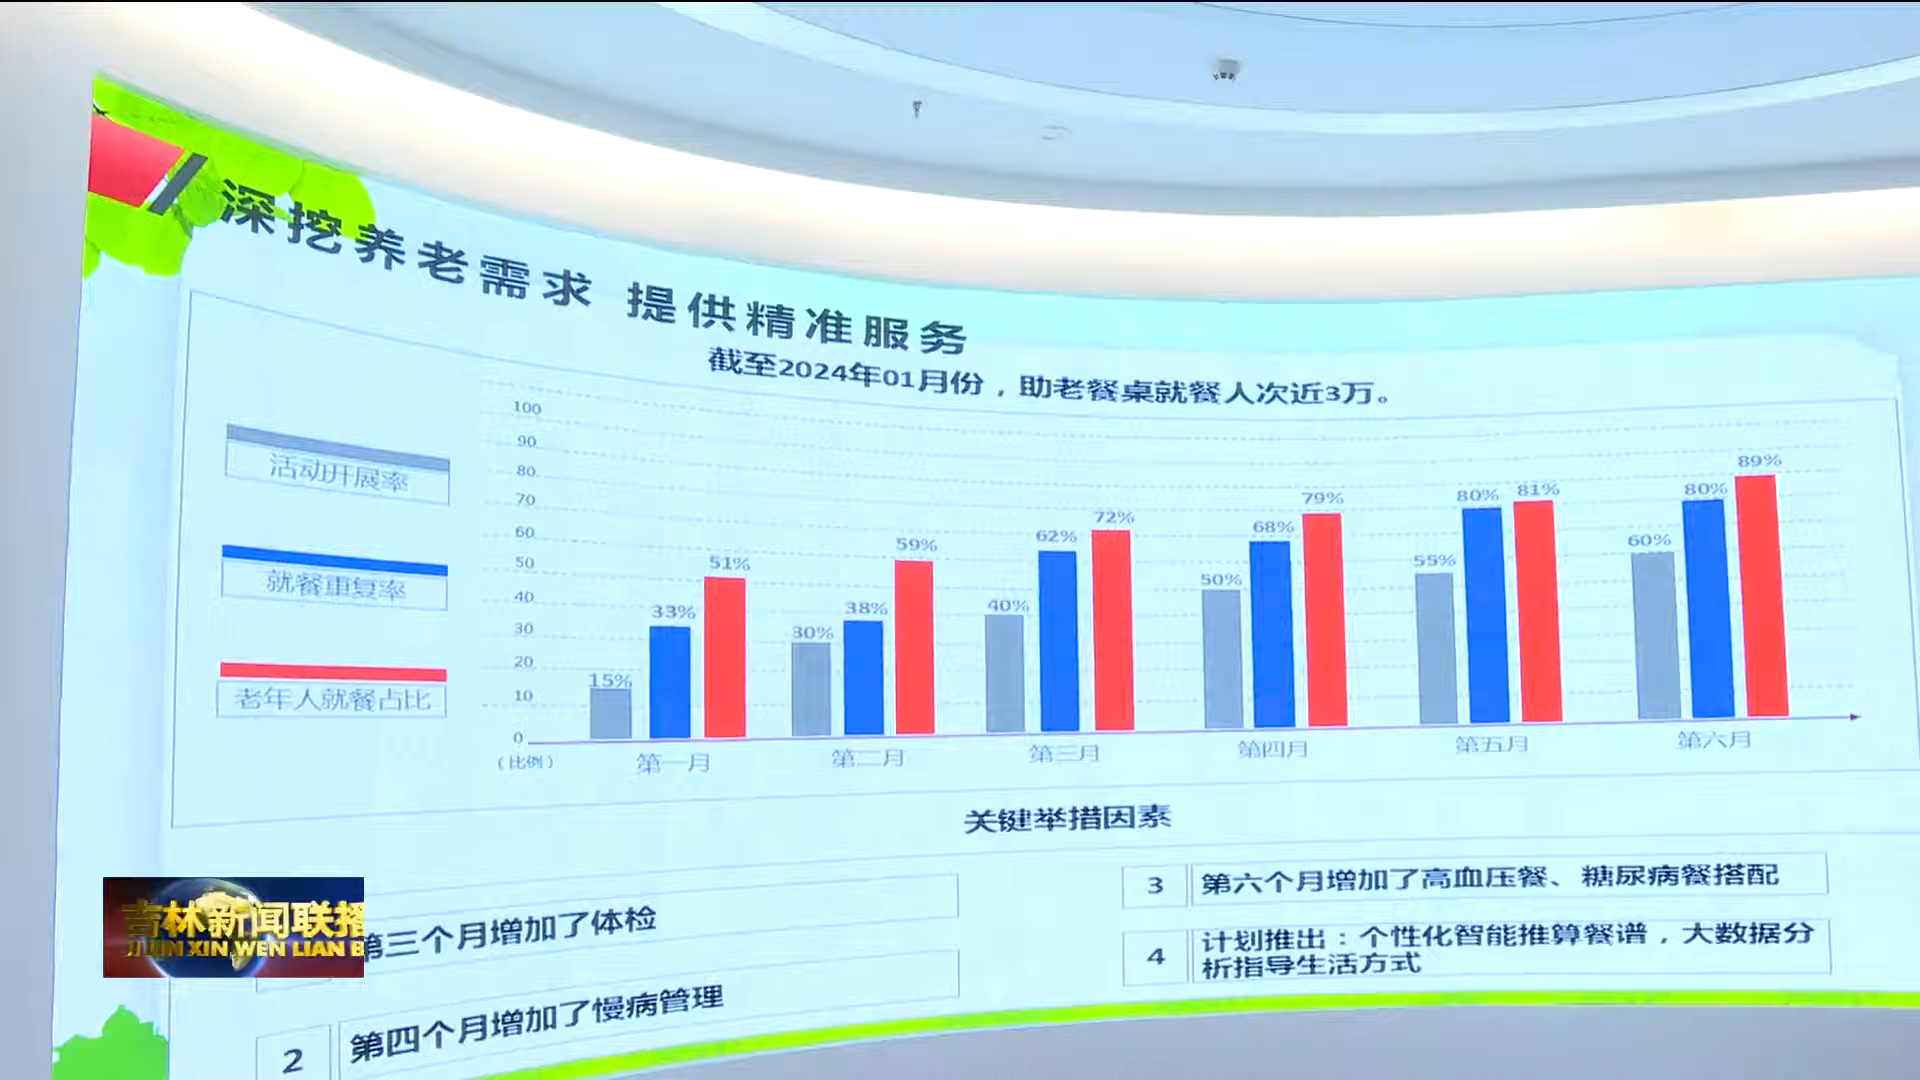 深挖养老需求 提供精准服务
截至2024年01月份，助老餐桌就餐人次近3万。
活动开展率
就餐重复率
老年人就餐占比
100
90
80
70
60
50
40
30
20
10
0
（比例）
15%
33%
51%
30%
38%
59%
40%
62%
72%
50%
68%
79%
55%
80%
81%
60%
80%
89%
第一月
第二月
第三月
第四月
第五月
第六月
关键举措因素
第三个月增加了体检
2
第四个月增加了慢病管理
3
第六个月增加了高血压餐、糖尿病餐搭配
4
计划推出：个性化智能推算餐谱，大数据分
析指导生活方式
吉林新闻联播
JI LIN XIN WEN LIAN B